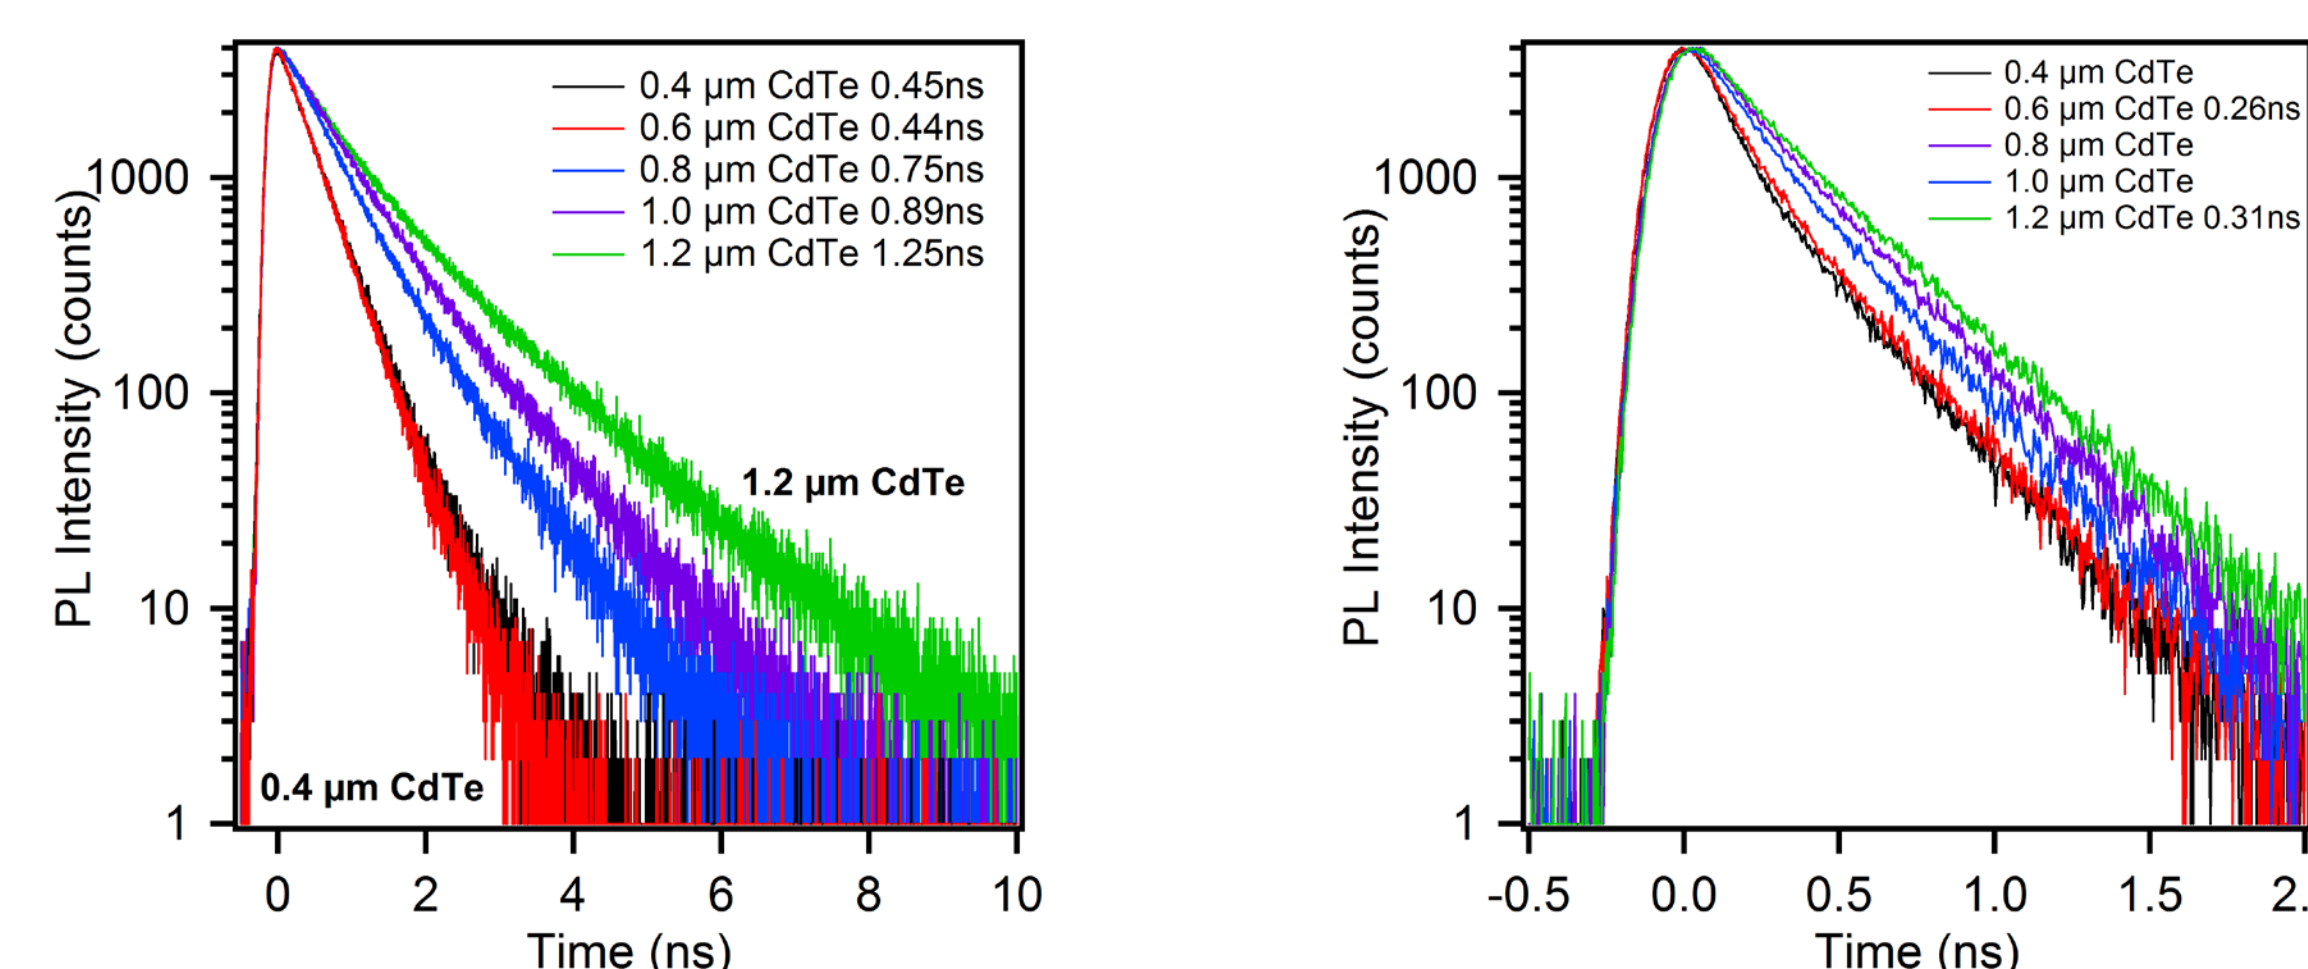 PL Intensity (counts)
1000
100
10
1
0.4 µm CdTe 0.45ns
0.6 µm CdTe 0.44ns
0.8 µm CdTe 0.75ns
1.0 µm CdTe 0.89ns
1.2 µm CdTe 1.25ns
1.2 µm CdTe
0.4 µm CdTe
0 2 4 6 8 10
Time (ns)
PL Intensity (counts)
1000
100
10
1
0.4 µm CdTe
0.6 µm CdTe 0.26ns
0.8 µm CdTe
1.0 µm CdTe
1.2 µm CdTe 0.31ns
-0.5 0.0 0.5 1.0 1.5 2.
Time (ns)